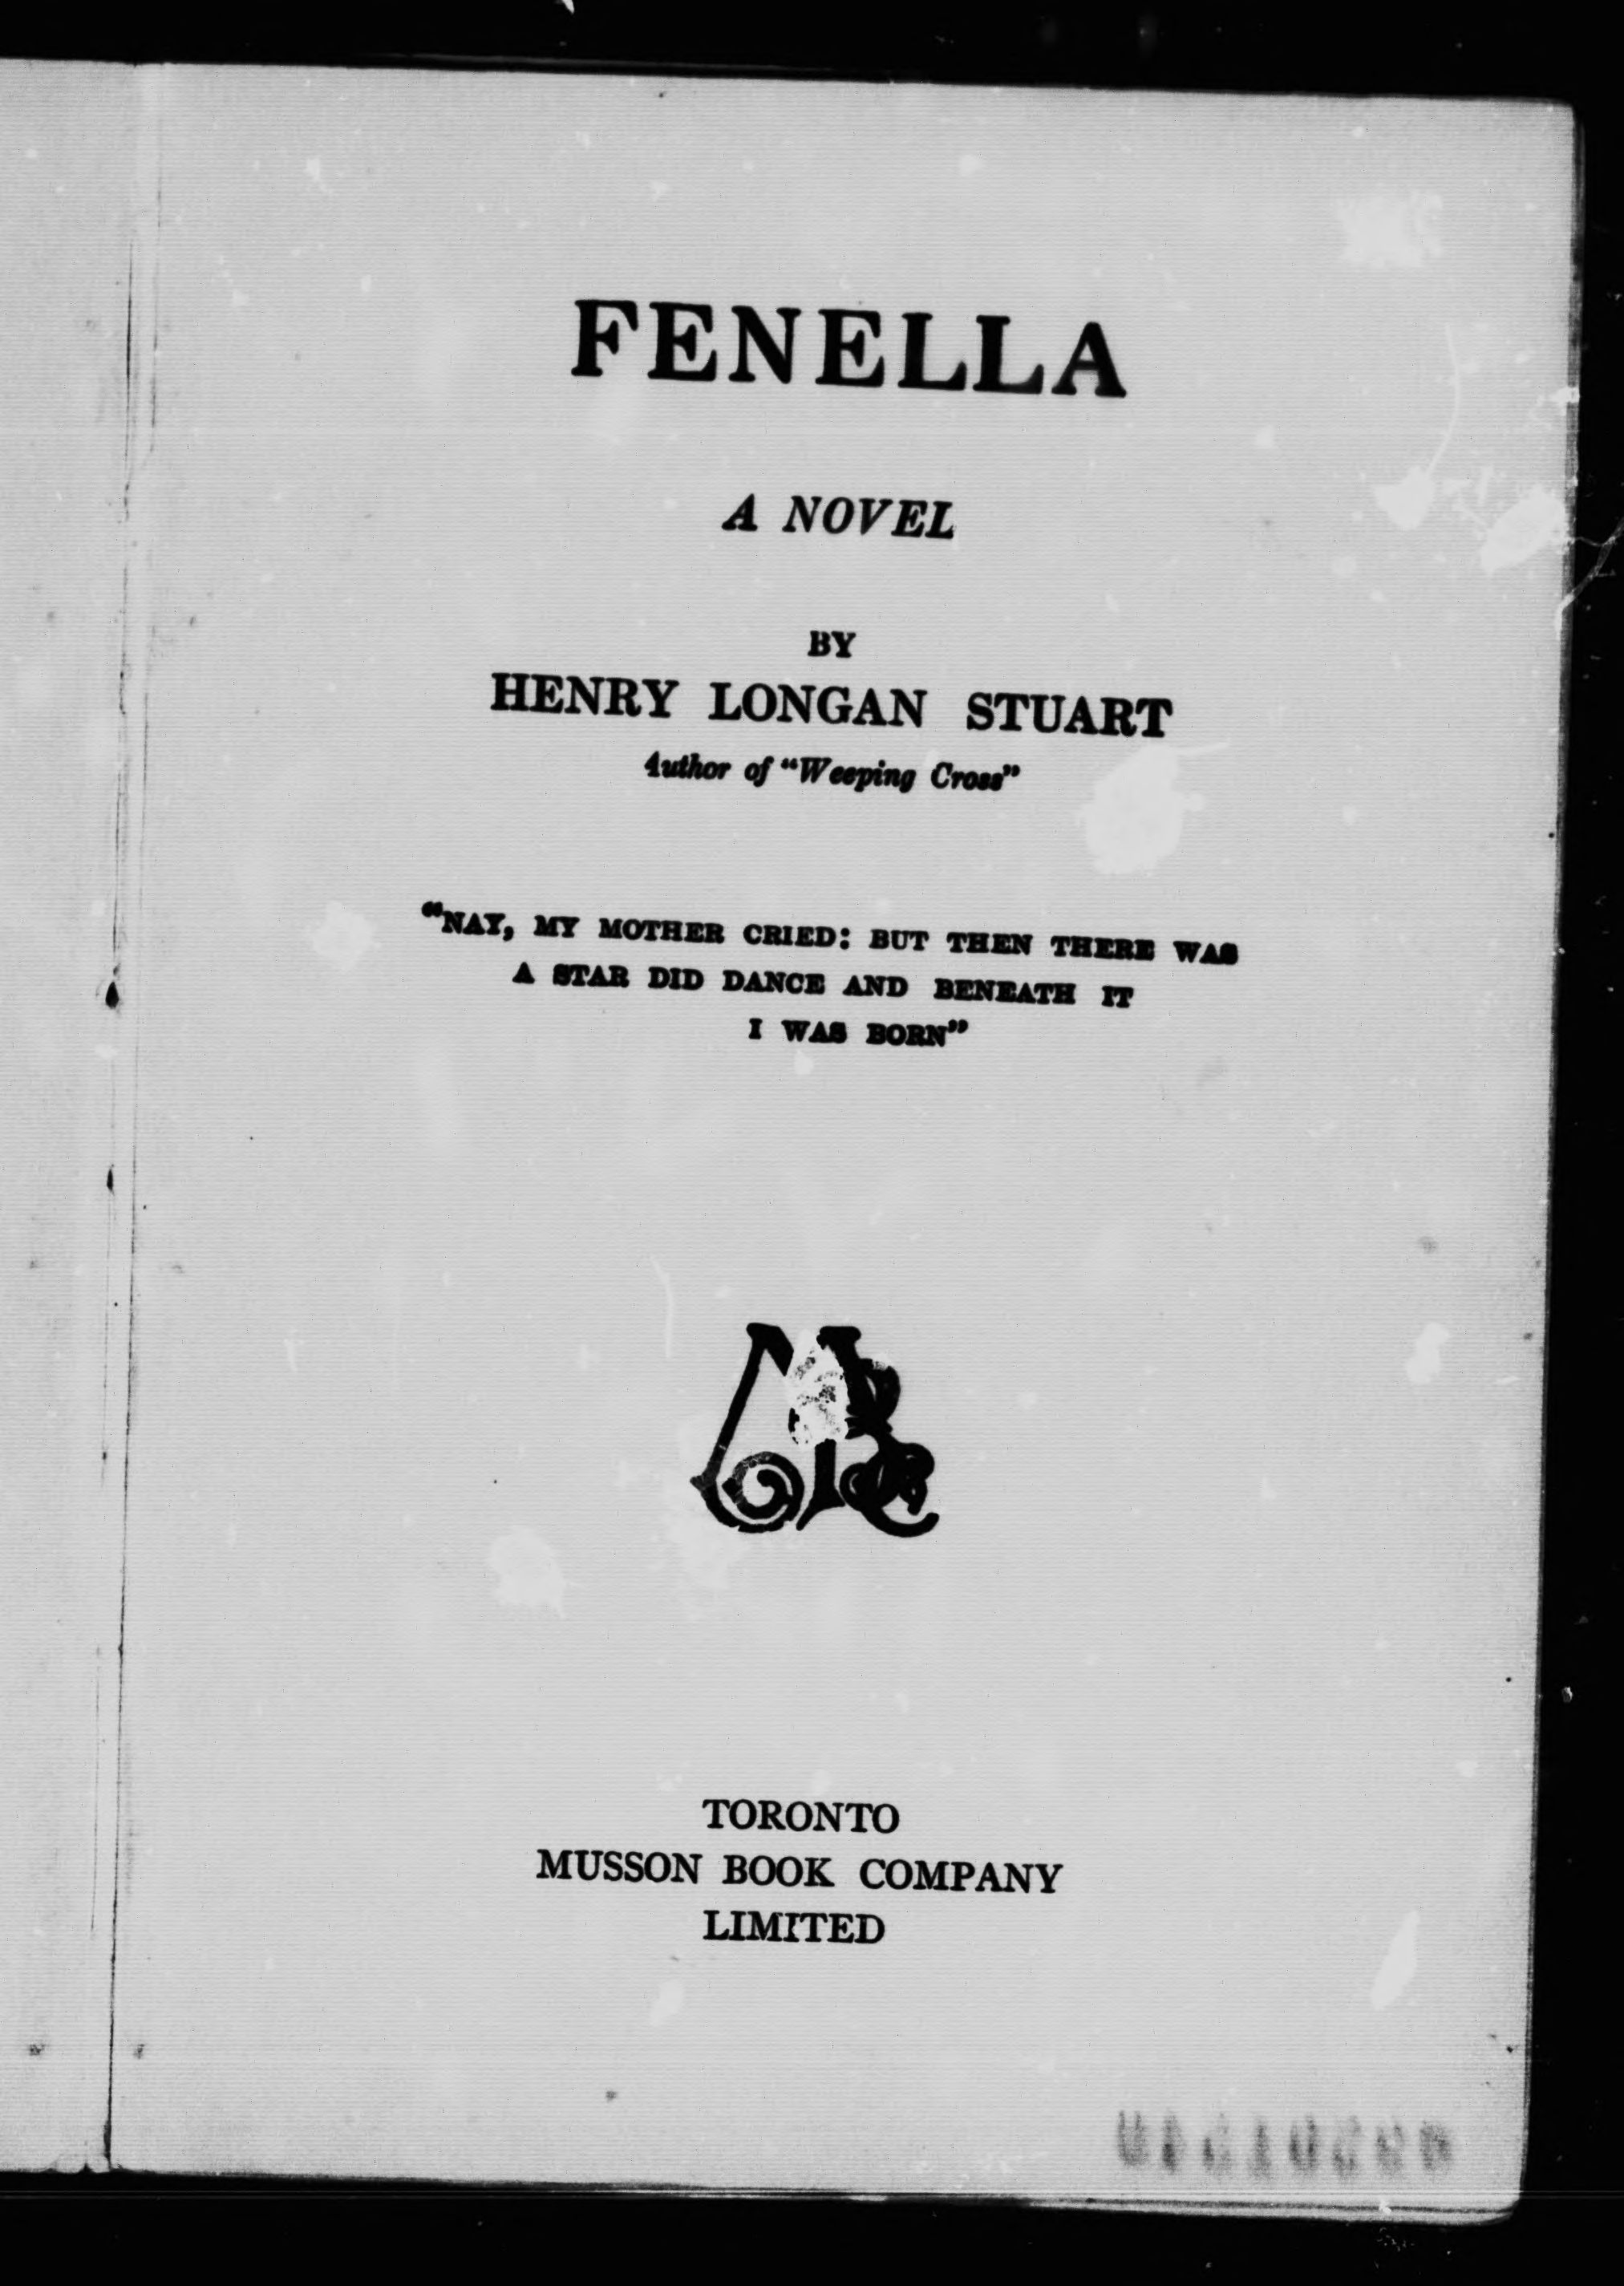 FENELLA
A NOVEL
BY
HENRY LONGAN STUART
Author of "Weeping Cross"
"NAY, MY MOTHER CRIED: BUT THEN THERE WAS
A STAR DID DANCE AND BENEATH IT
I WAS BORN"
TORONTO
MUSSON BOOK COMPANY
LIMITED